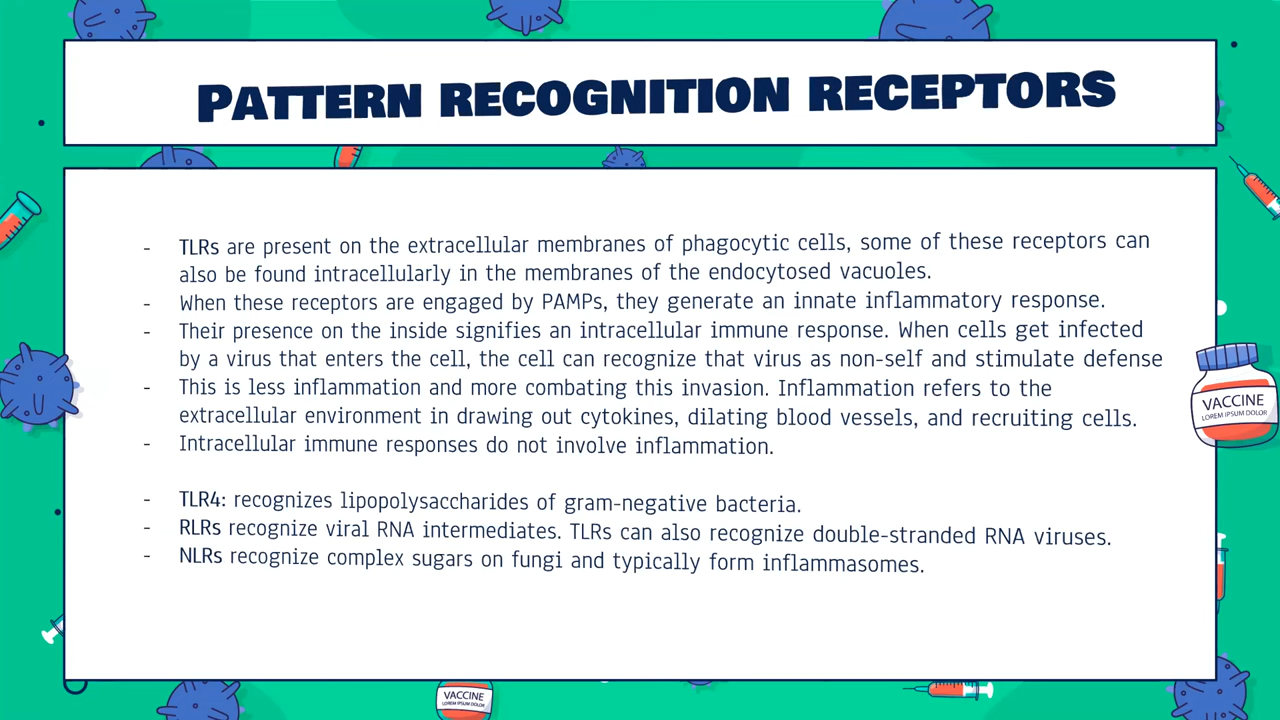 PATTERN RECOGNITION RECEPTORS
- TLRs are present on the extracellular membranes of phagocytic cells, some of these receptors can
also be found intracellularly in the membranes of the endocytosed vacuoles.
- When these receptors are engaged by PAMPs, they generate an innate inflammatory response.
- Their presence on the inside signifies an intracellular immune response. When cells get infected
by a virus that enters the cell, the cell can recognize that virus as non-self and stimulate defense
- This is less inflammation and more combating this invasion. Inflammation refers to the
extracellular environment in drawing out cytokines, dilating blood vessels, and recruiting cells.
- Intracellular immune responses do not involve inflammation.
- TLR4: recognizes lipopolysaccharides of gram-negative bacteria.
- RLRs recognize viral RNA intermediates. TLRs can also recognize double-stranded RNA viruses.
- NLRs recognize complex sugars on fungi and typically form inflammasomes.
VACCINE
LOREM IPSUM DOLOR
VACCINE
LOREM IPSUM DOLOR